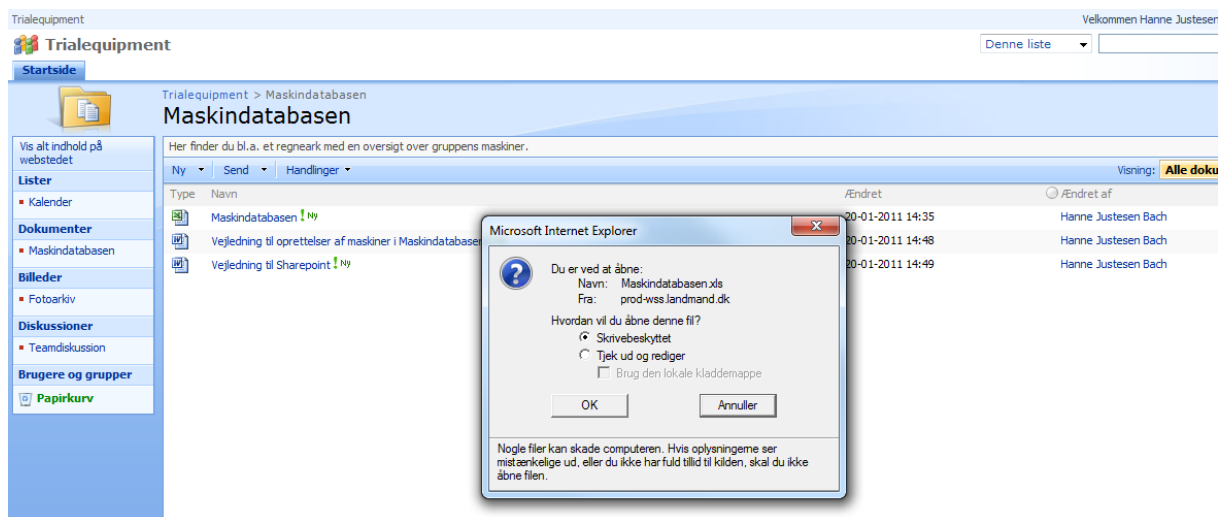 Trialequipment
Velkommen Hanne Justesen
Trialequipment
Denne liste
Startside
Trialequipment > Maskindatabasen
Maskindatabasen
Vis alt indhold på
webstedet
Lister
Kalender
Dokumenter
Maskindatabasen
Billeder
Fotoarkiv
Diskussioner
Teamdiskussion
Brugere og grupper
Papirkurv
Her finder du bl.a. et regneark med en oversigt over gruppens maskiner.
Ny Send Handlinger Visning: Alle doku
Type Navn Ændret Ændret af
Maskindatabasen ! Ny 20-01-2011 14:35 Hanne Justesen Bach
Vejledning til oprettelser af maskiner i Maskindatabasen 20-01-2011 14:48 Hanne Justesen Bach
Vejledning til Sharepoint ! Ny 20-01-2011 14:49 Hanne Justesen Bach
Microsoft Internet Explorer
Du er ved at åbne:
Navn: Maskindatabasen.xls
Fra: prod-wss.landmand.dk
Hvordan vil du åbne denne fil?
Skrivebeskyttet
Tjek ud og rediger
Brug den lokale kladdemappe
OK Annuller
Nogle filer kan skade computeren. Hvis oplysningerne ser
mistænkelige ud, eller du ikke har fuld tillid til kilden, skal du ikke
åbne filen.